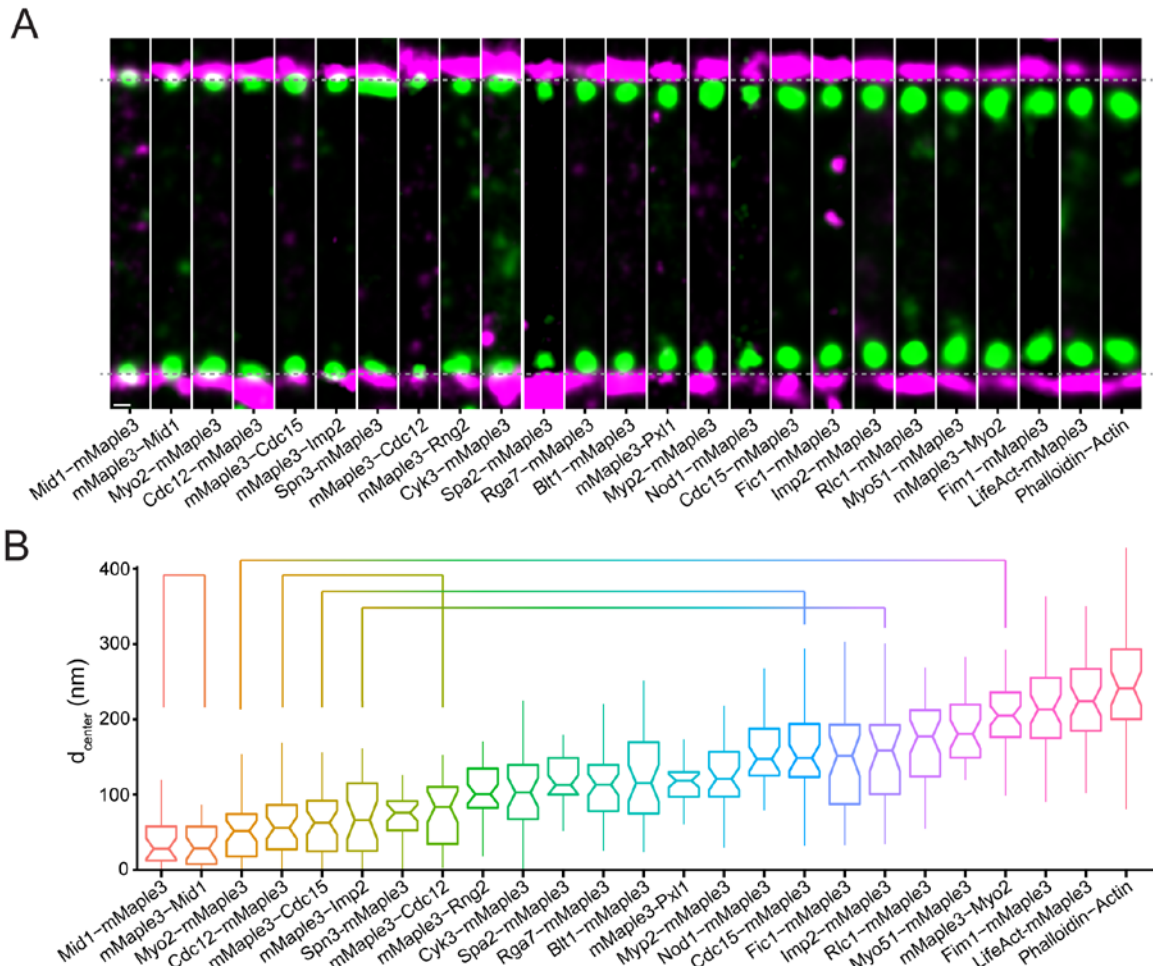 A
Mid1–mMaple3
mMaple3–Mid1
Myo2–mMaple3
Cdc12–mMaple3
mMaple3–Cdc15
mMaple3–Imp2
Spn3–mMaple3
mMaple3–Cdc12
mMaple3–Rng2
Cyk3–mMaple3
Spa2–mMaple3
Rga7–mMaple3
Blt1–mMaple3
mMaple3–Pxl1
Myp2–mMaple3
Nod1–mMaple3
Cdc15–mMaple3
Fic1–mMaple3
Imp2–mMaple3
Rlc1–mMaple3
Myo51–mMaple3
mMaple3–Myo2
Fim1–mMaple3
LifeAct-mMaple3
Phalloidin–Actin
B
400
300
200
100
0
d_center (nm)
Mid1–mMaple3
mMaple3–Mid1
Myo2–mMaple3
Cdc12–mMaple3
mMaple3–Cdc15
mMaple3–Imp2
Spn3–mMaple3
mMaple3–Cdc12
mMaple3–Rng2
Cyk3–mMaple3
Spa2–mMaple3
Rga7–mMaple3
Blt1–mMaple3
mMaple3–Pxl1
Myp2–mMaple3
Nod1–mMaple3
Cdc15–mMaple3
Fic1–mMaple3
Imp2–mMaple3
Rlc1–mMaple3
Myo51–mMaple3
mMaple3–Myo2
Fim1–mMaple3
LifeAct-mMaple3
Phalloidin–Actin